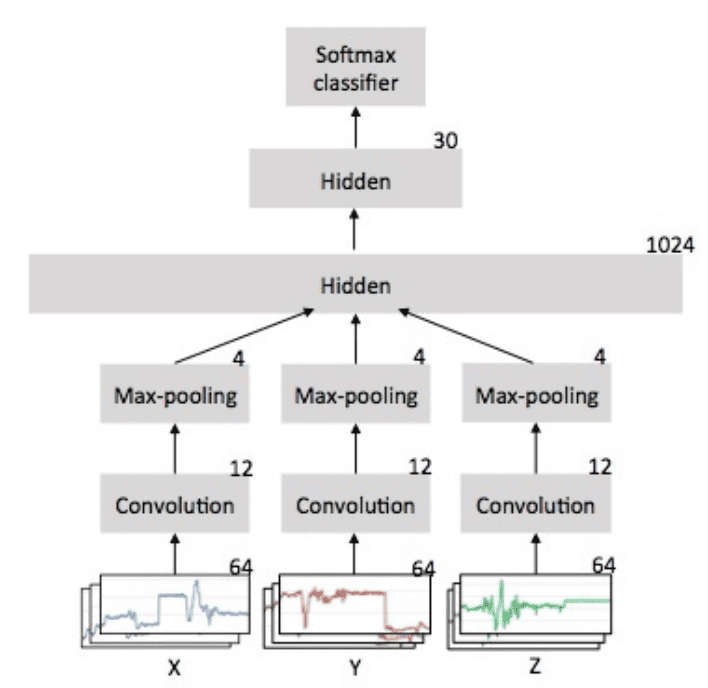 Softmax
classifier
30
Hidden
1024
Hidden
4 4 4
Max-pooling Max-pooling Max-pooling
12 12 12
Convolution Convolution Convolution
64 64 64
X Y Z